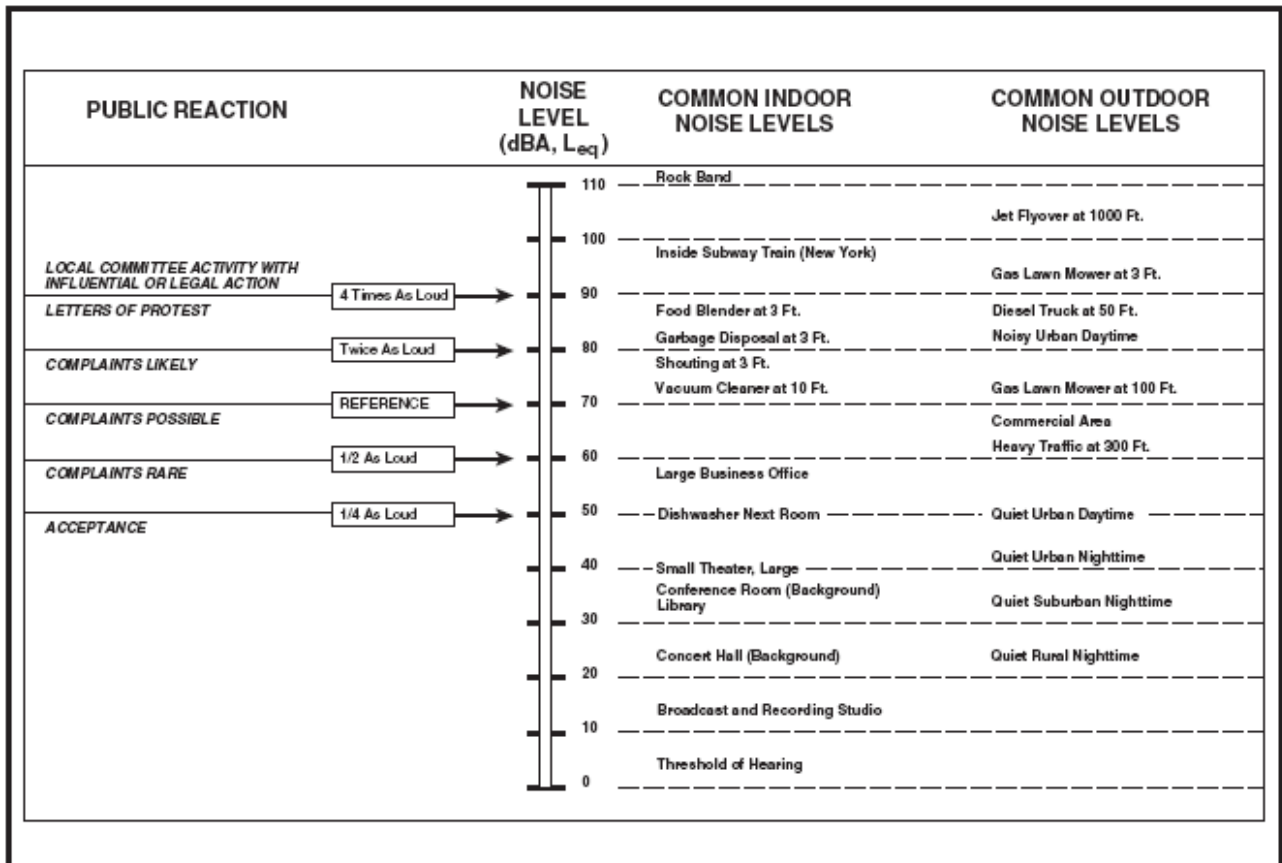 PUBLIC REACTION
NOISE
LEVEL
(dBA, Leq)
COMMON INDOOR
NOISE LEVELS
COMMON OUTDOOR
NOISE LEVELS
LOCAL COMMITTEE ACTIVITY WITH
INFLUENTIAL OR LEGAL ACTION
LETTERS OF PROTEST
COMPLAINTS LIKELY
COMPLAINTS POSSIBLE
COMPLAINTS RARE
ACCEPTANCE
4 Times As Loud
Twice As Loud
REFERENCE
1/2 As Loud
1/4 As Loud
110
100
90
80
70
60
50
40
30
20
10
0
Rock Band
Inside Subway Train (New York)
Food Blender at 3 Ft.
Garbage Disposal at 3 Ft.
Shouting at 3 Ft.
Vacuum Cleaner at 10 Ft.
Large Business Office
Dishwasher Next Room
Small Theater, Large
Conference Room (Background)
Library
Concert Hall (Background)
Broadcast and Recording Studio
Threshold of Hearing
Jet Flyover at 1000 Ft.
Gas Lawn Mower at 3 Ft.
Diesel Truck at 50 Ft.
Noisy Urban Daytime
Gas Lawn Mower at 100 Ft.
Commercial Area
Heavy Traffic at 300 Ft.
Quiet Urban Daytime
Quiet Urban Nighttime
Quiet Suburban Nighttime
Quiet Rural Nighttime